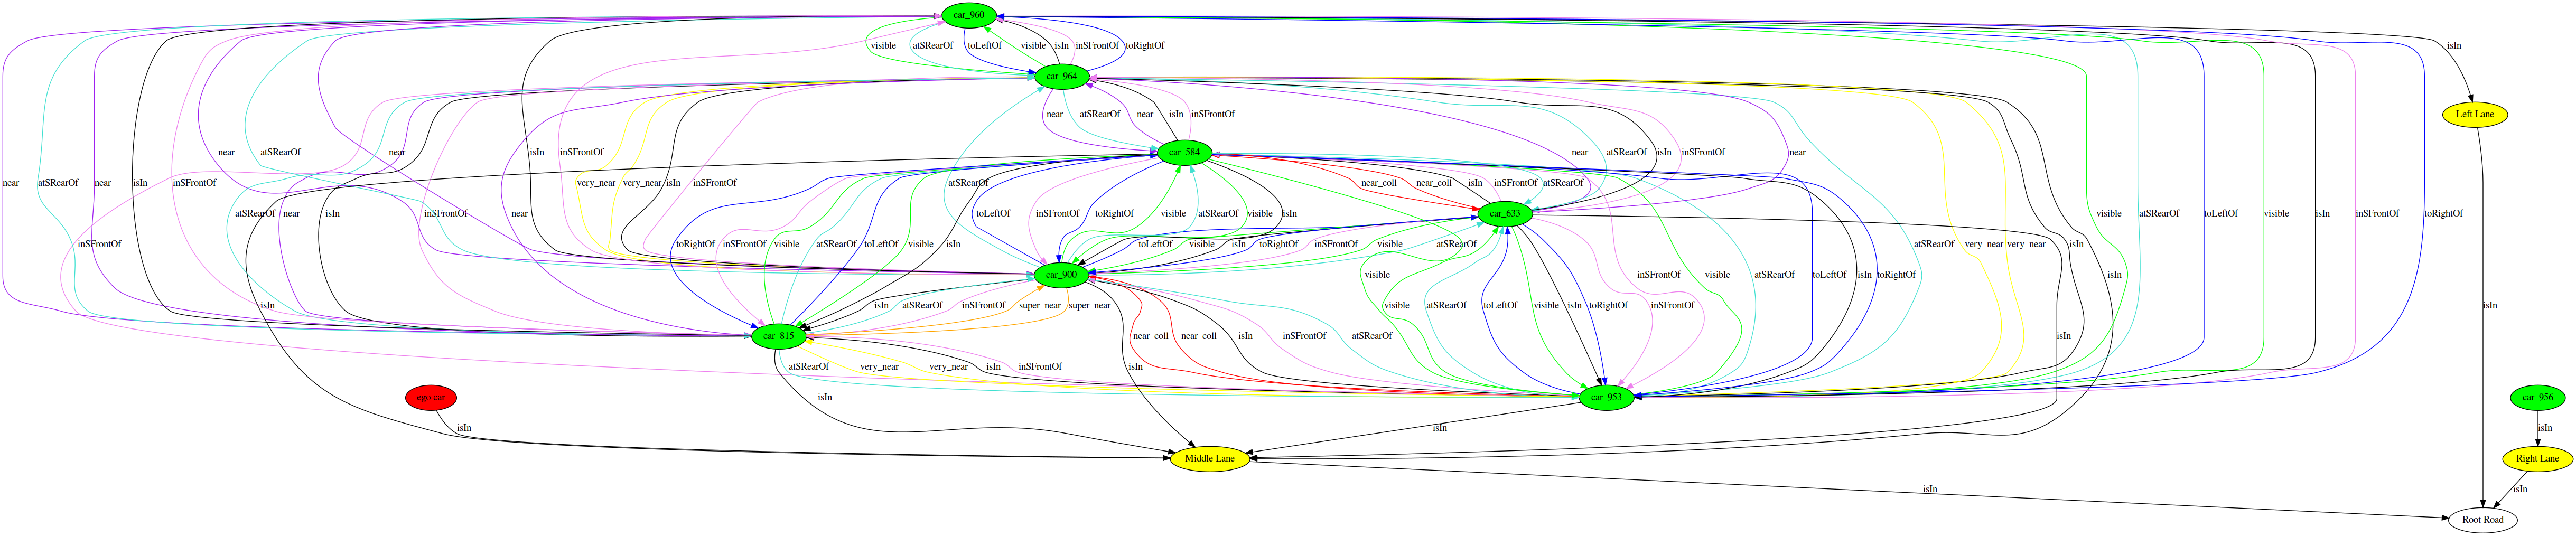 car_960
isIn
visible
atSRearOf
toLeftOf
visible
isIn
inSFrontOf
toRightOf
car_964
Left Lane
near
atSRearOf
near
isIn
inSFrontOf
isIn
inSFrontOf
atSRearOf
near
near
near
atSRearOf
isIn
inSFrontOf
car_584
near
atSRearOf
near
isIn
inSFrontOf
very_near
very_near
isIn
inSFrontOf
atSRearOf
near_coll
near_coll
isIn
inSFrontOf
atSRearOf
atSRearOf
near
isIn
inSFrontOf
near
toLeftOf
inSFrontOf
toRightOf
visible
atSRearOf
visible
isIn
car_633
visible
atSRearOf
toLeftOf
visible
isIn
inSFrontOf
toRightOf
inSFrontOf
toRightOf
inSFrontOf
visible
atSRearOf
toLeftOf
visible
isIn
toLeftOf
visible
isIn
toRightOf
inSFrontOf
visible
atSRearOf
atSRearOf
very_near
very_near
isIn
car_900
visible
inSFrontOf
visible
atSRearOf
toLeftOf
isIn
toRightOf
isIn
isIn
isIn
atSRearOf
inSFrontOf
super_near
super_near
visible
atSRearOf
toLeftOf
visible
isIn
toRightOf
inSFrontOf
isIn
car_815
near_coll
near_coll
isIn
inSFrontOf
atSRearOf
isIn
atSRearOf
very_near
very_near
isIn
inSFrontOf
isIn
ego car
isIn
car_953
car_956
isIn
isIn
isIn
Middle Lane
Right Lane
isIn
isIn
Root Road